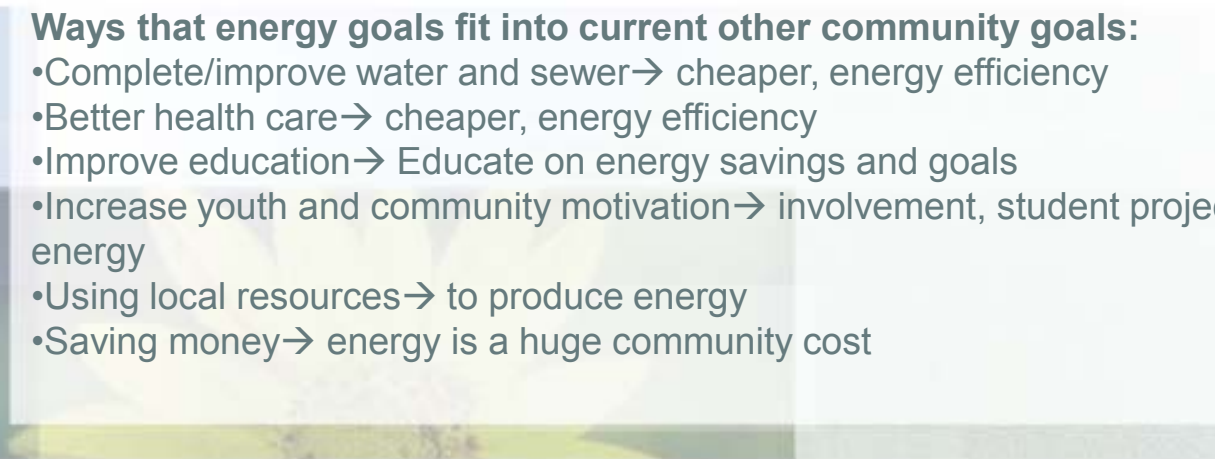 Ways that energy goals fit into current other community goals:
•Complete/improve water and sewer→ cheaper, energy efficiency
•Better health care→ cheaper, energy efficiency
•Improve education→ Educate on energy savings and goals
•Increase youth and community motivation→ involvement, student
energy
•Using local resources→ to produce energy
•Saving money→ energy is a huge community cost